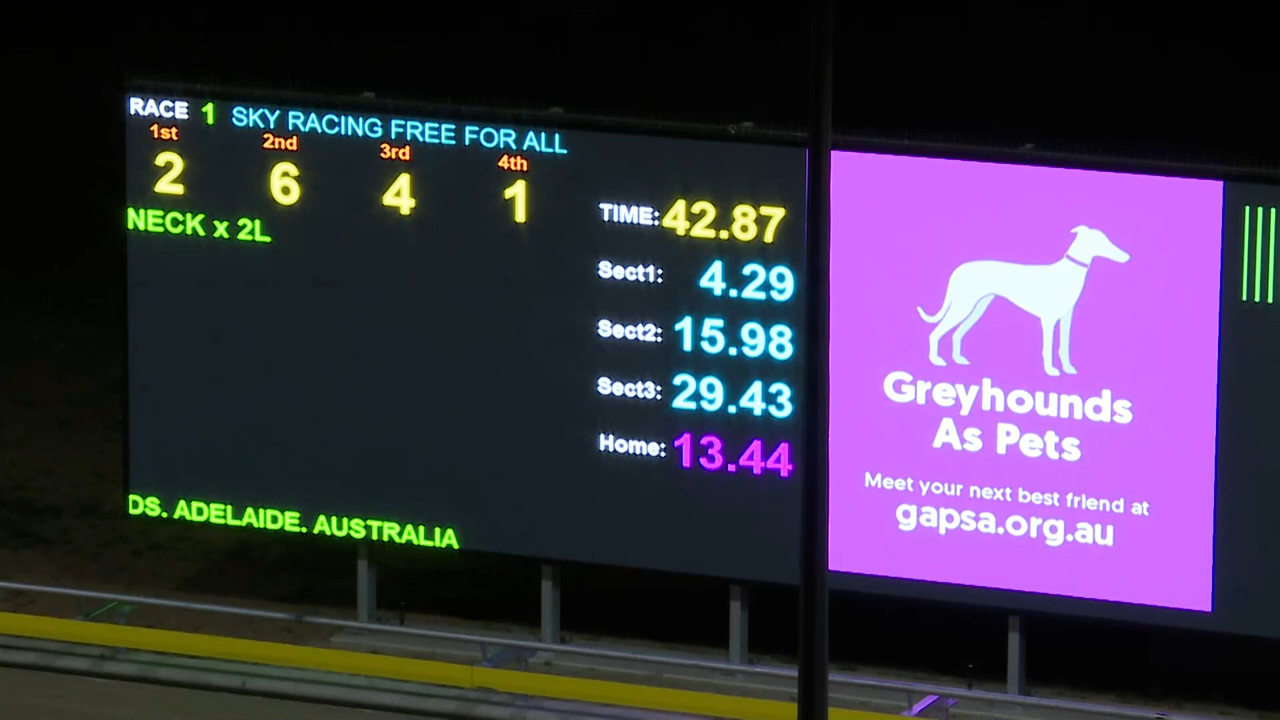 RACE 1 SKY RACING FREE FOR ALL
1st 2nd 3rd 4th
2 6 4 1
NECK x 2L
TIME: 42.87
Sect1: 4.29
Sect2: 15.98
Sect3: 29.43
Home: 13.44
DS. ADELAIDE. AUSTRALIA
Greyhounds
As Pets
Meet your next best friend at
gapsa.org.au